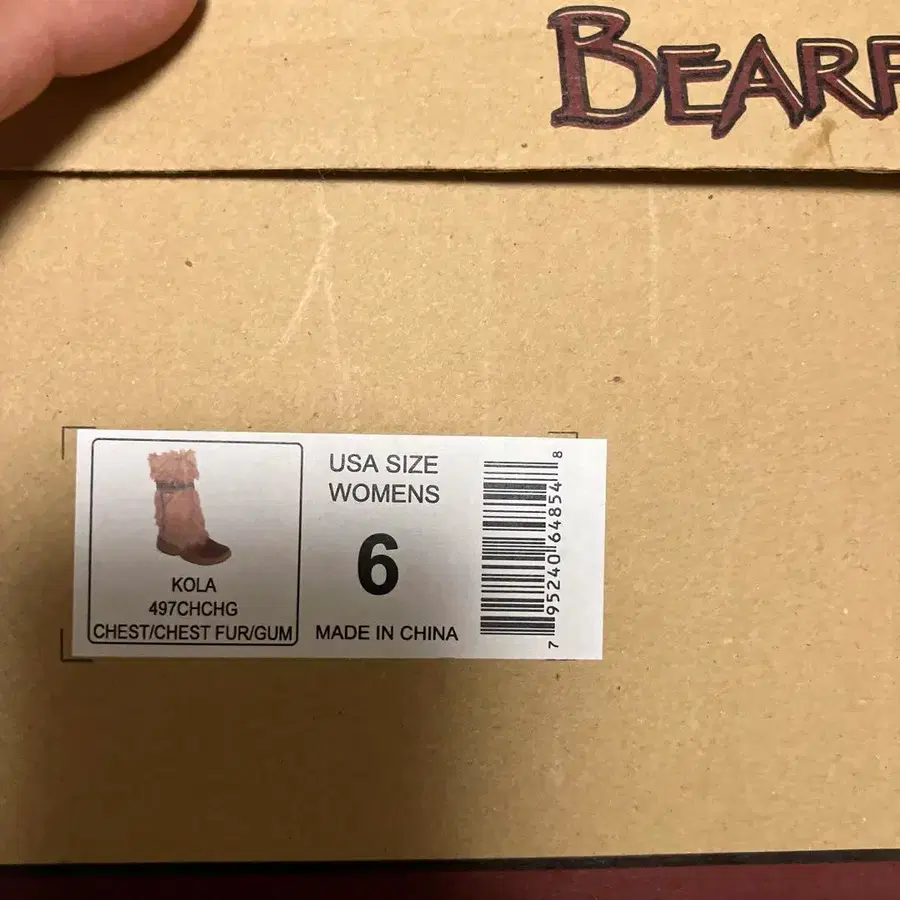 BEARP
KOLA
497CHCHG
CHEST/CHEST FUR/GUM
USA SIZE
WOMENS
6
MADE IN CHINA
7 95240 64854 8